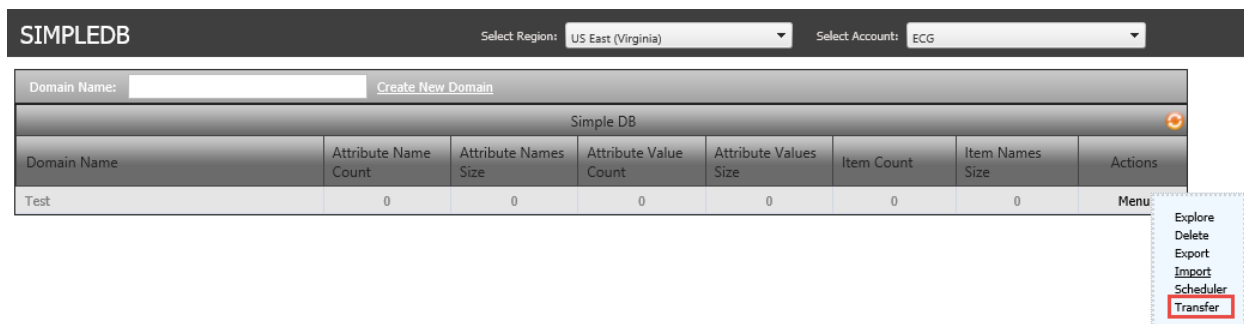 SIMPLEDB Select Region: US East (Virginia) Select Account: ECG
Domain Name: Create New Domain
Simple DB
Domain Name Attribute Name Count Attribute Names Size Attribute Value Count Attribute Values Size Item Count Item Names Size Actions
Test 0 0 0 0 0 0 Menu
Explore
Delete
Export
Import
Scheduler
Transfer